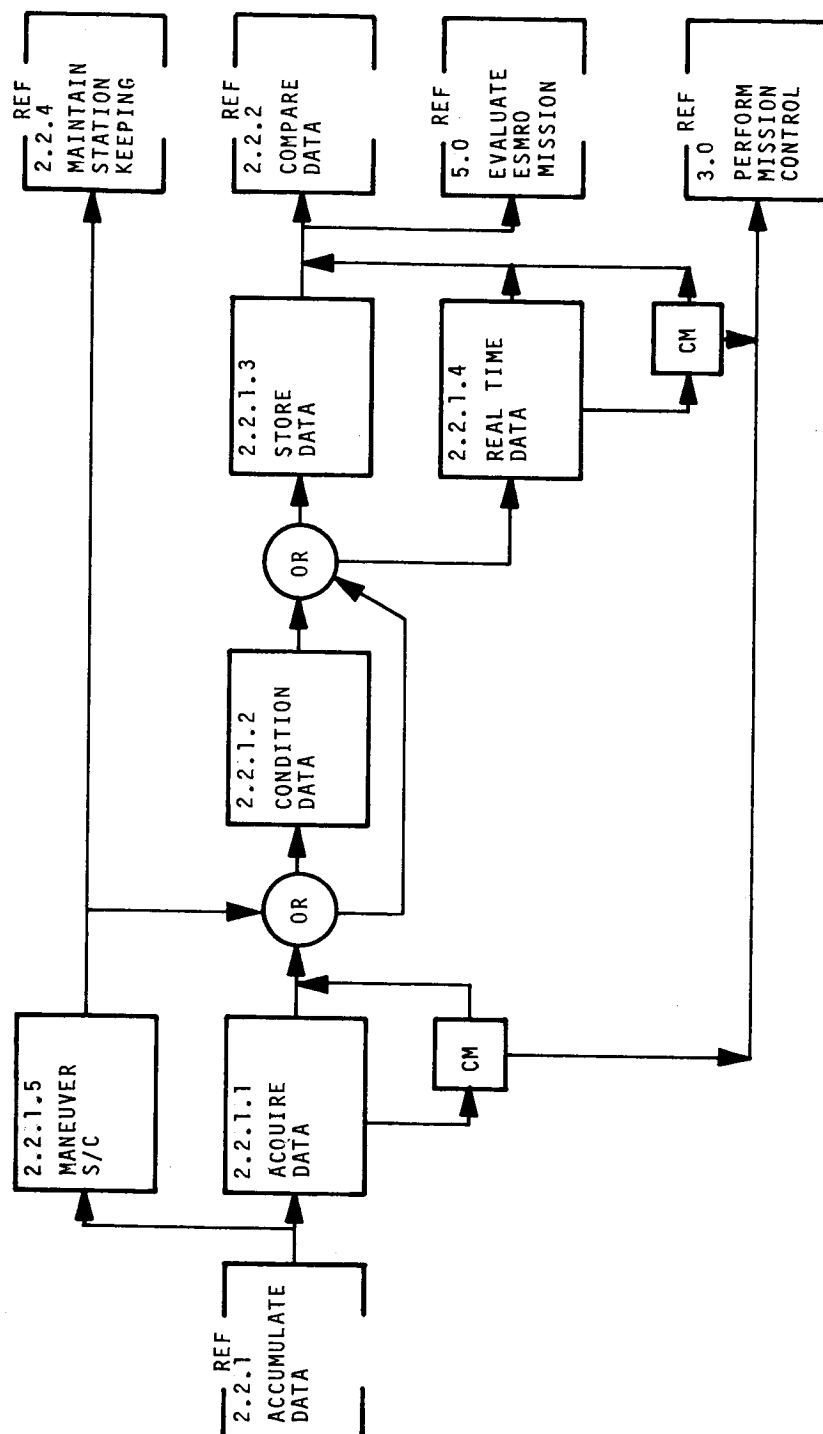 REF
2.2.1
ACCUMULATE
DATA
2.2.1.5
MANEUVER
S/C
2.2.1.1
ACQUIRE
DATA
CM
OR
2.2.1.2
CONDITION
DATA
OR
2.2.1.3
STORE
DATA
2.2.1.4
REAL TIME
DATA
CM
REF
2.2.4
MAINTAIN
STATION
KEEPING
REF
2.2.2
COMPARE
DATA
REF
5.0
EVALUATE
ESMRO
MISSION
REF
3.0
PERFORM
MISSION
CONTROL